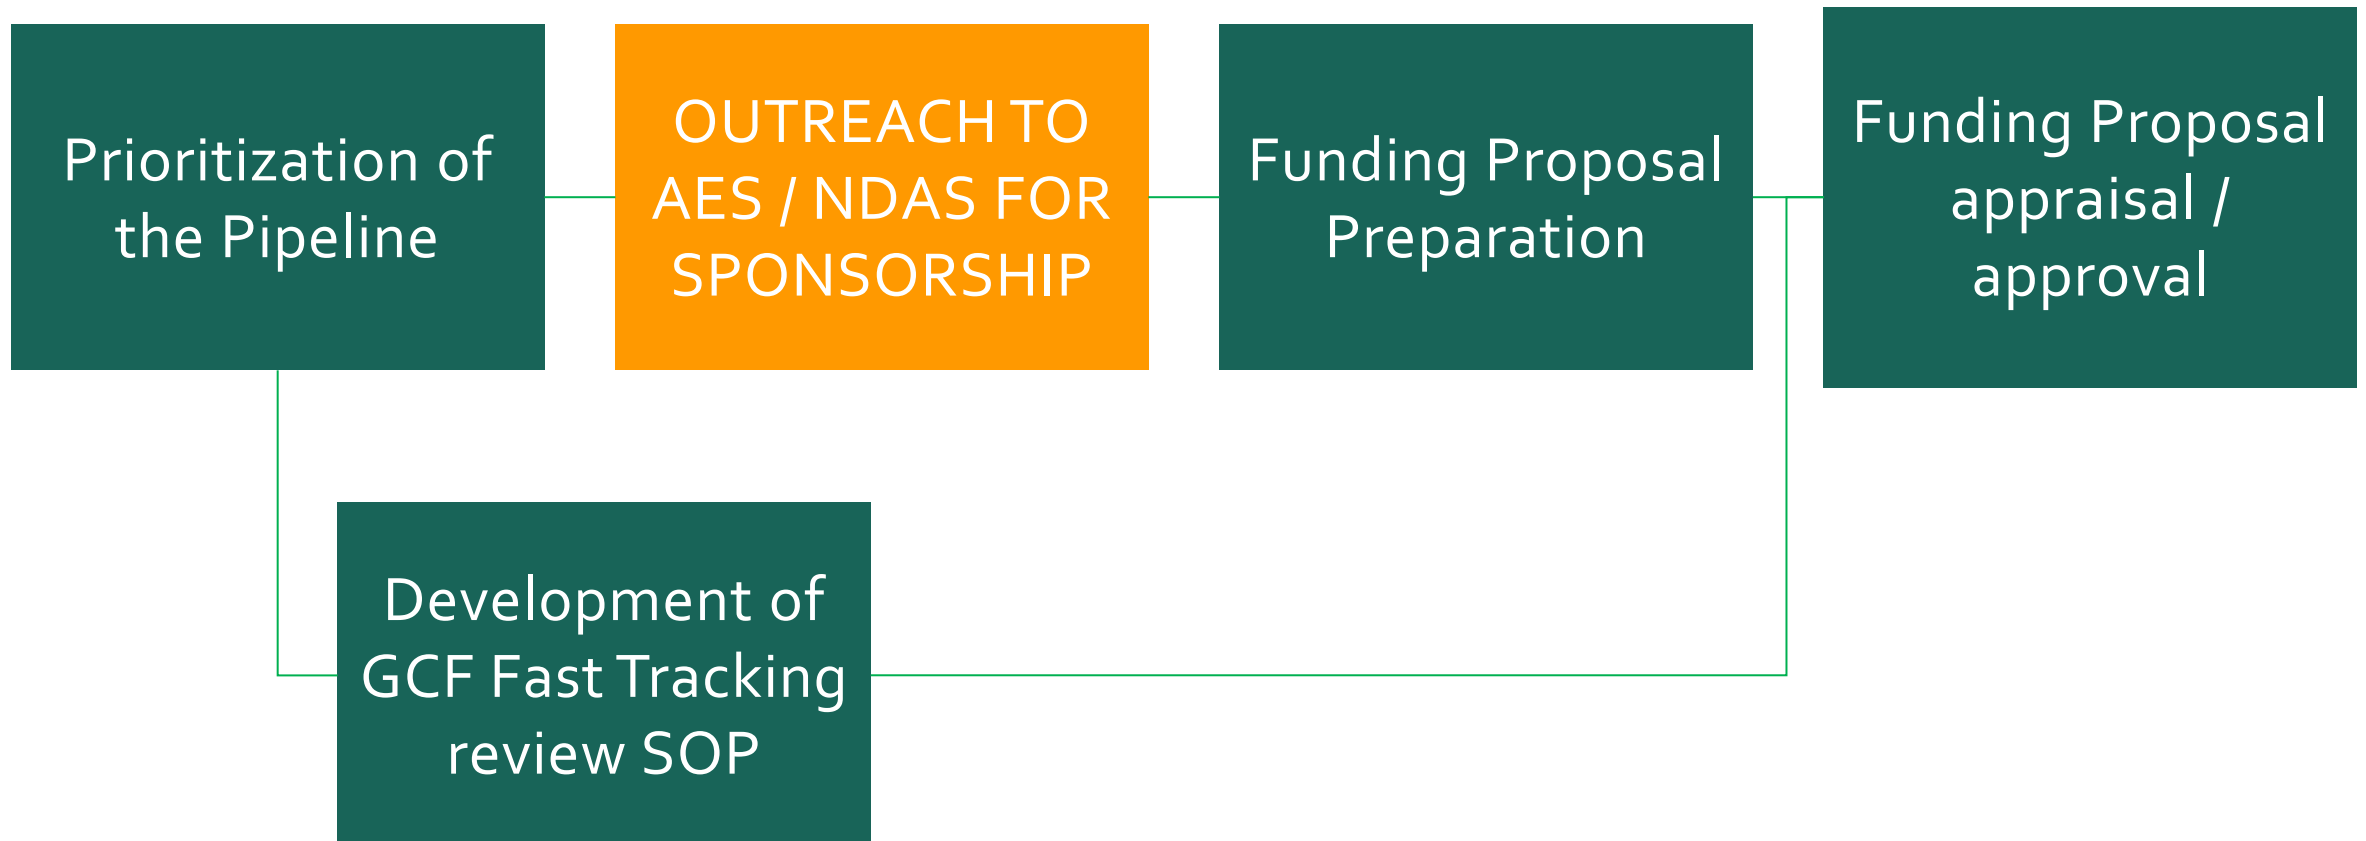 Prioritization of
the Pipeline
OUTREACH TO
AES / NDAS FOR
SPONSORSHIP
Funding Proposal
Preparation
Funding Proposal
appraisal /
approval
Development of
GCF Fast Tracking
review SOP